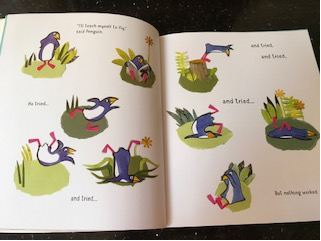 "I'll teach myself to fly,"
said Penguin.
He tried...
and tried...
and tried,
and tried,
and tried...
But nothing worked.